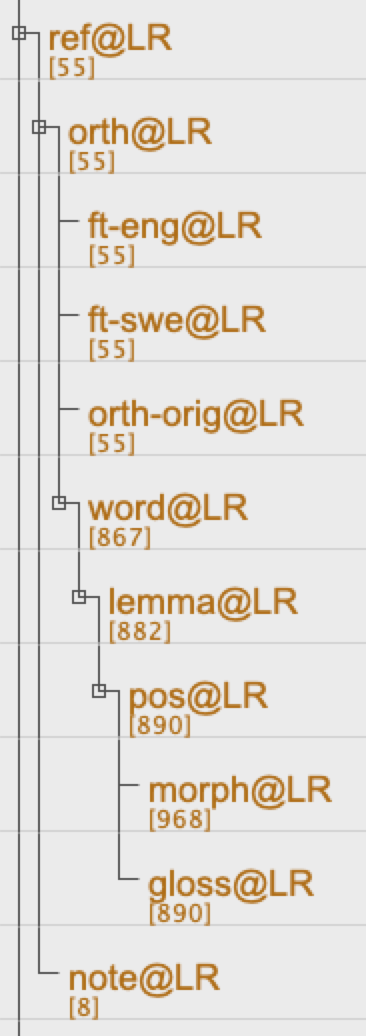 ref@LR
[55]
orth@LR
[55]
ft-eng@LR
[55]
ft-swe@LR
[55]
orth-orig@LR
[55]
word@LR
[867]
lemma@LR
[882]
pos@LR
[890]
morph@LR
[968]
gloss@LR
[890]
note@LR
[8]